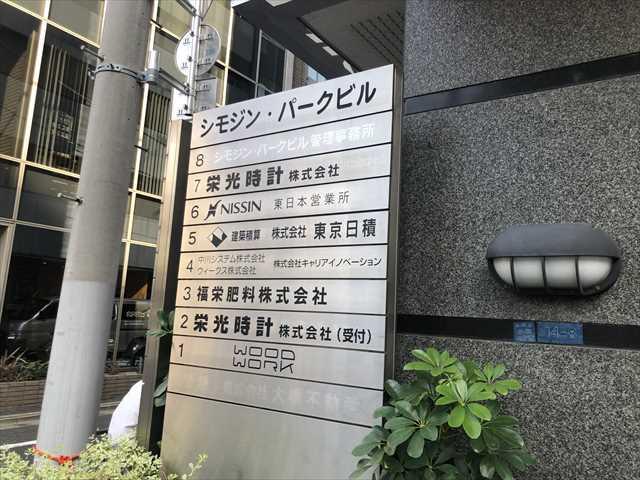 シモジン・パークビル
8 シモジン・パークビル管理事務所
7 栄光時計 株式会社
6 NISSIN 東日本営業所
5 建築積算 株式会社 東京日積
4 中川システム株式会社 株式会社キャリアイノベーション
ウィークス株式会社
3 福栄肥料株式会社
2 栄光時計 株式会社 (受付)
1 WOOD
WORK